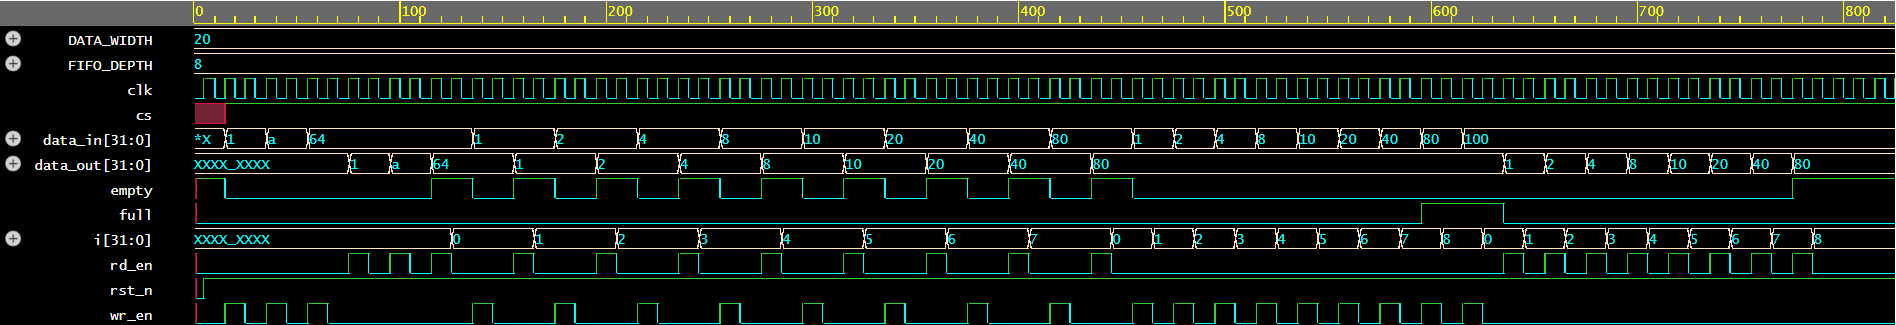 0 100 200 300 400 500 600 700 800
DATA_WIDTH 20
FIFO_DEPTH 8
clk
cs
data_in[31:0] *X 1 a 64 1 2 4 8 10 20 40 80 1 2 4 8 10 20 40 80 100
data_out[31:0] XXXX_XXXX 1 a 64 1 2 4 8 10 20 40 80 1 2 4 8 10 20 40 80
empty
full
i[31:0] XXXX_XXXX 0 1 2 3 4 5 6 7 0 1 2 3 4 5 6 7 8 0 1 2 3 4 5 6 7 8
rd_en
rst_n
wr_en